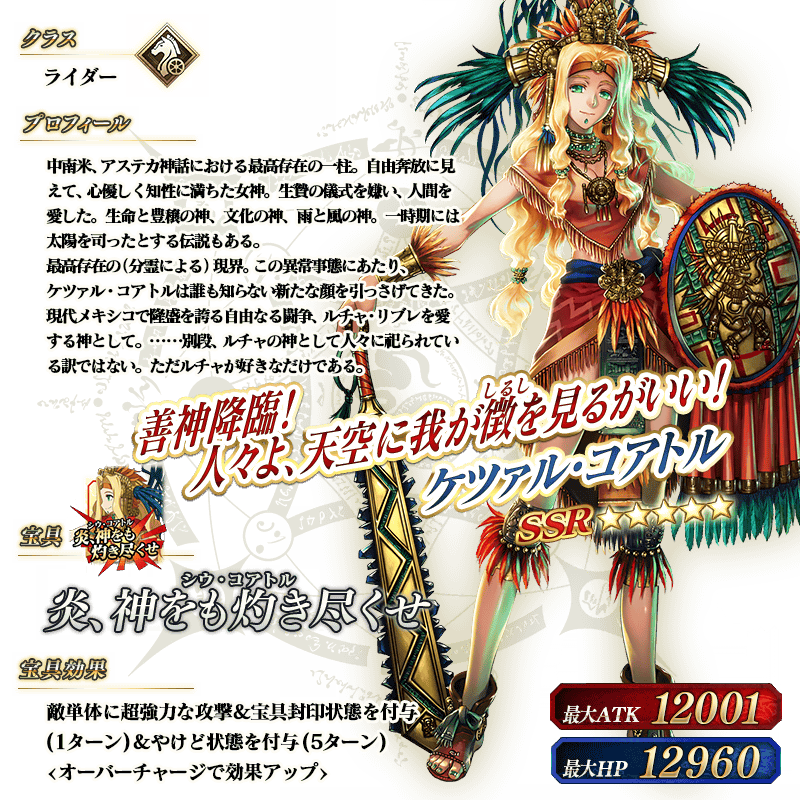 クラス
ライダー
プロフィール
中南米、アステカ神話における最高存在の一柱。自由奔放に見
えて、心優しく知性に満ちた女神。生贄の儀式を嫌い、人間を
愛した。生命と豊穣の神、文化の神、雨と風の神。一時期には
太陽を司ったとする伝説もある。
最高存在の（分霊による）現界。この異常事態にあたり、
ケツァル・コアトルは誰も知らない新たな顔を引っさげてきた。
現代メキシコで隆盛を誇る自由なる闘争、ルチャ・リブレを愛
する神として。……別段、ルチャの神として人々に祀られてい
る訳ではない。ただルチャが好きなだけである。
善神降臨！
しるし
人々よ、天空に我が徴を見るがいい！
ケツァル・コアトル
SSR
シウ・コアトル
炎、神をも
灼き尽くせ
宝具
シウ・コアトル
炎、神をも灼き尽くせ
宝具効果
敵単体に超強力な攻撃&宝具封印状態を付与
(1ターン)&やけど状態を付与(5ターン)
<オーバーチャージで効果アップ>
最大ATK 12001
最大HP 12960